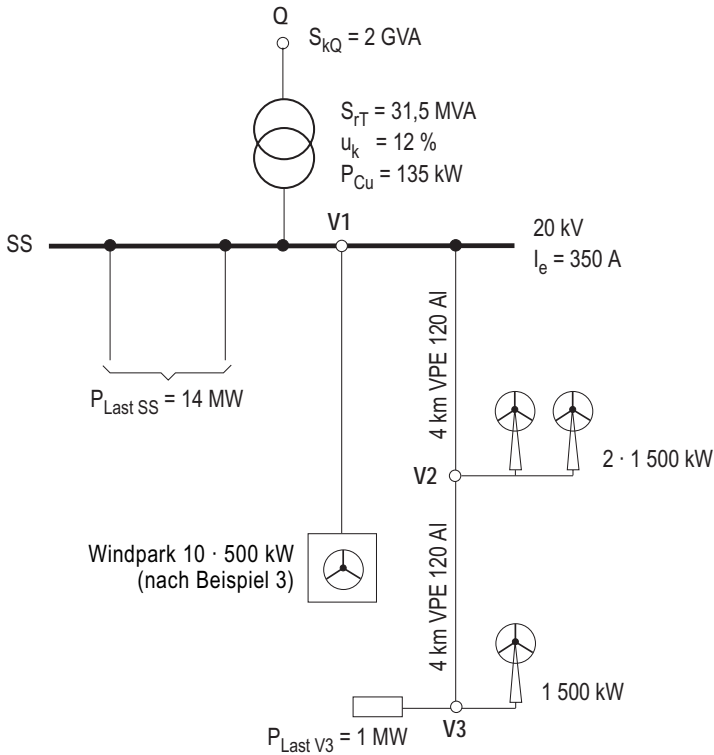 Q
S_kQ = 2 GVA
S_rT = 31,5 MVA
u_k = 12 %
P_Cu = 135 kW
V1
SS
20 kV
I_e = 350 A
4 km VPE 120 Al
P_Last SS = 14 MW
V2
2 · 1 500 kW
Windpark 10 · 500 kW
(nach Beispiel 3)
4 km VPE 120 Al
1 500 kW
V3
P_Last V3 = 1 MW